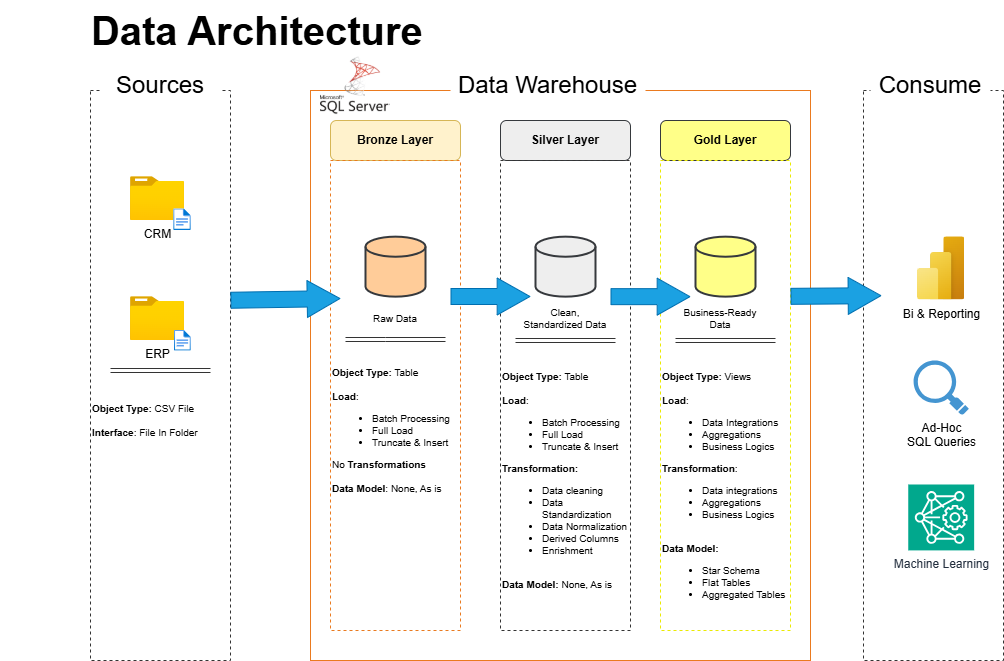 Data Architecture
Sources
Data Warehouse
Consume
Microsoft
SQL Server
CRM
ERP
Object Type: CSV File
Interface: File In Folder
Bronze Layer
Raw Data
Object Type: Table
Load:
Batch Processing
Full Load
Truncate & Insert
No Transformations
Data Model: None, As is
Silver Layer
Clean,
Standardized Data
Object Type: Table
Load:
Batch Processing
Full Load
Truncate & Insert
Transformation:
Data cleaning
Data
Standardization
Data Normalization
Derived Columns
Enrishment
Data Model: None, As is
Gold Layer
Business-Ready
Data
Object Type: Views
Load:
Data Integrations
Aggregations
Business Logics
Transformation:
Data integrations
Aggregations
Business Logics
Data Model:
Star Schema
Flat Tables
Aggregated Tables
Bi & Reporting
Ad-Hoc
SQL Queries
Machine Learning